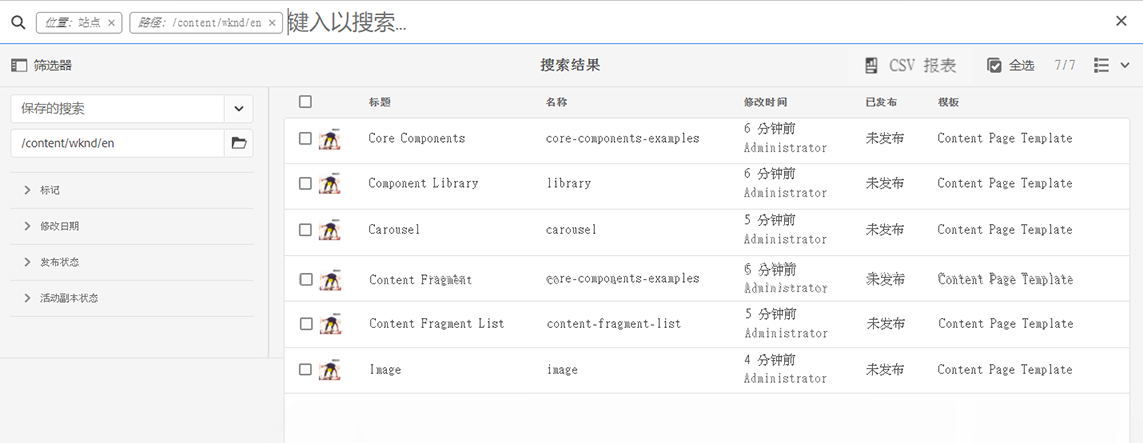 位置: 站点 × 路径: /content/wknd/en × 键入以搜索...
筛选器 搜索结果 CSV 报表 全选 7/7
保存的搜索
/content/wknd/en
标记
修改日期
发布状态
活动副本状态
标题 名称 修改时间 已发布 模板
Core Components core-components-examples 6 分钟前 未发布 Content Page Template
Administrator
Component Library library 6 分钟前 未发布 Content Page Template
Administrator
Carousel carousel 5 分钟前 未发布 Content Page Template
Administrator
Content Fragment core-components-examples 6 分钟前 未发布 Content Page Template
Administrator
Content Fragment List content-fragment-list 5 分钟前 未发布 Content Page Template
Administrator
Image image 4 分钟前 未发布 Content Page Template
Administrator